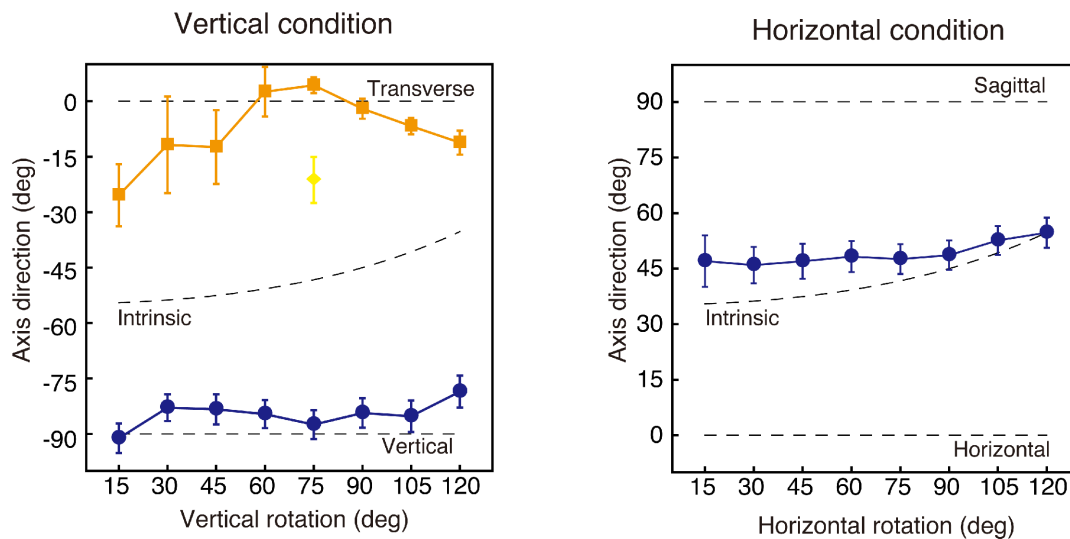 Vertical condition
Axis direction (deg)
0
-15
-30
-45
-60
-75
-90
Transverse
Intrinsic
Vertical
15 30 45 60 75 90 105 120
Vertical rotation (deg)
Horizontal condition
Axis direction (deg)
90
75
60
45
30
15
0
Sagittal
Intrinsic
Horizontal
15 30 45 60 75 90 105 120
Horizontal rotation (deg)